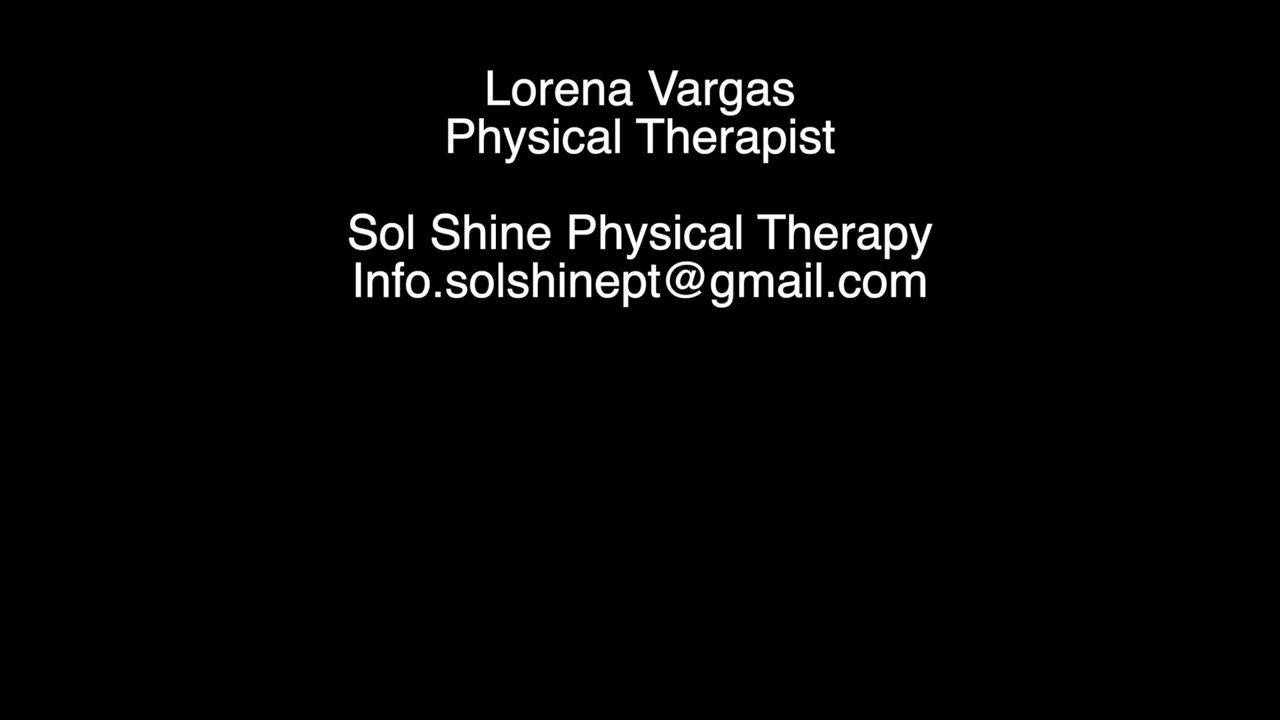 Lorena Vargas
Physical Therapist
Sol Shine Physical Therapy
Info.solshinept@gmail.com